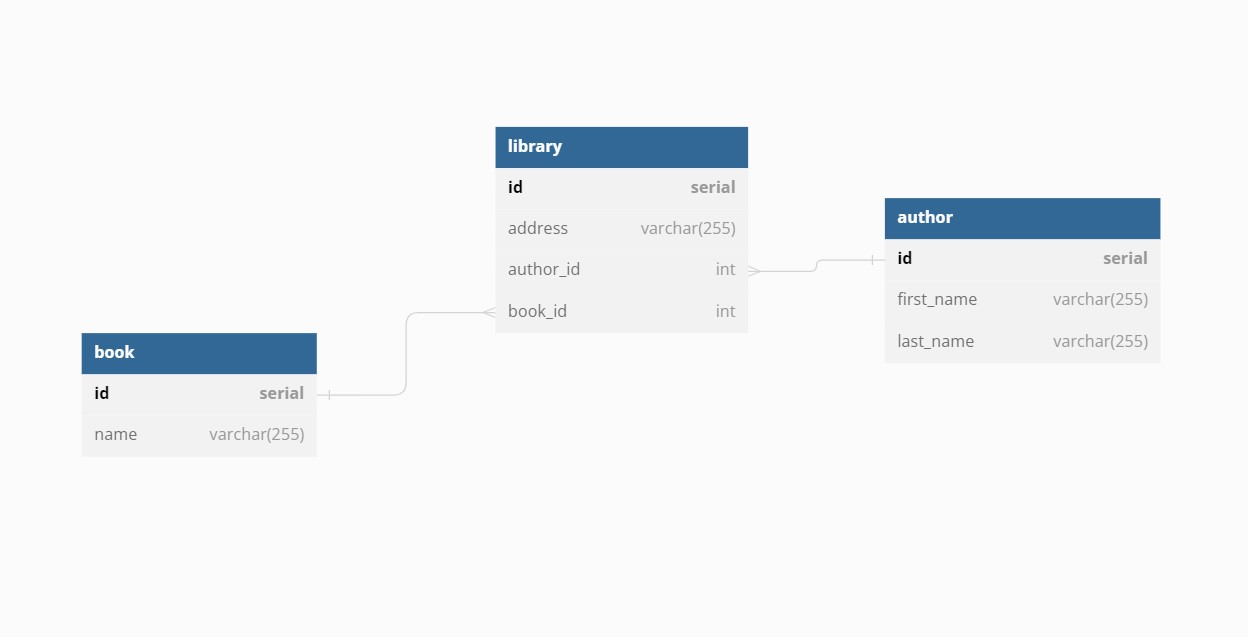 library
id serial
address varchar(255)
author_id int
book_id int
author
id serial
first_name varchar(255)
last_name varchar(255)
book
id serial
name varchar(255)